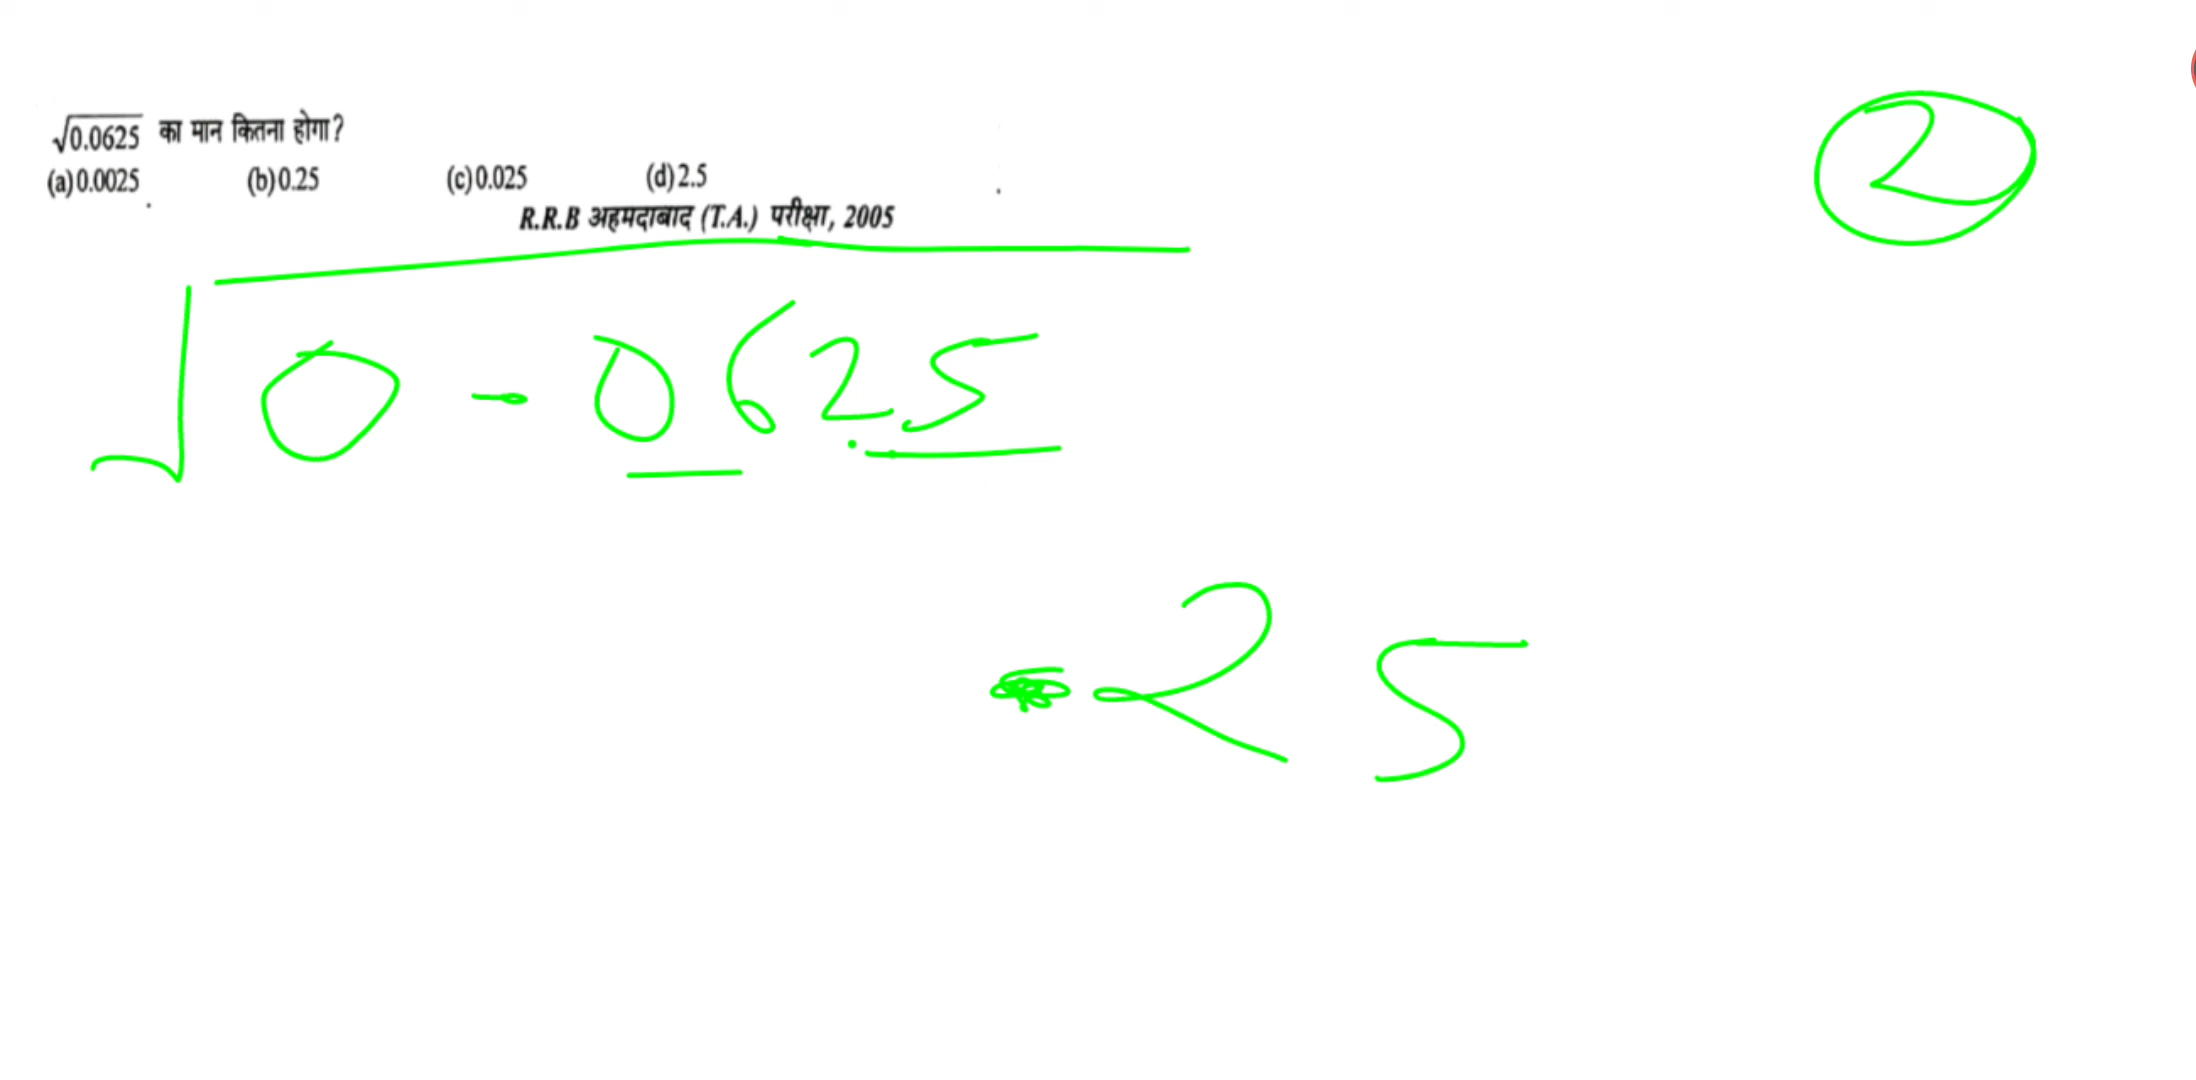 √0.0625 का मान कितना होगा?
(a) 0.0025 (b) 0.25 (c) 0.025 (d) 2.5
R.R.B अहमदाबाद (T.A.) परीक्षा, 2005
2
√0.0625
.25